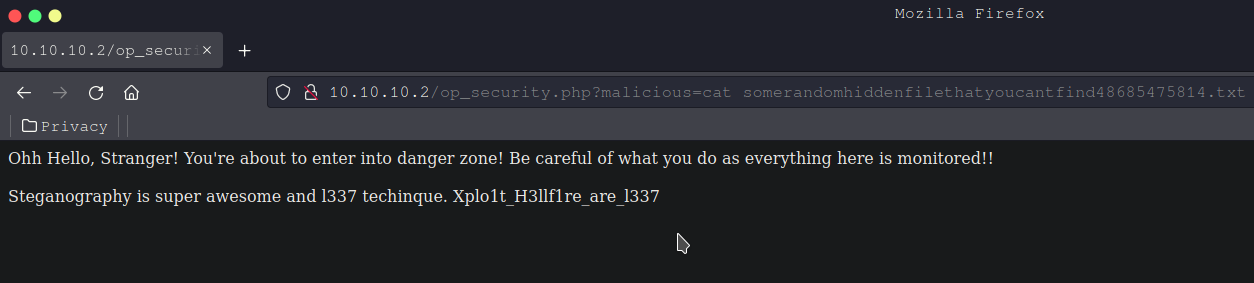 Mozilla Firefox
10.10.10.2/op_securi
10.10.10.2/op_security.php?malicious=cat somerandomhiddenfilethatyoucantfind48685475814.txt
Privacy
Ohh Hello, Stranger! You're about to enter into danger zone! Be careful of what you do as everything here is monitored!!
Steganography is super awesome and l337 techinque. Xplo1t_H3llf1re_are_l337